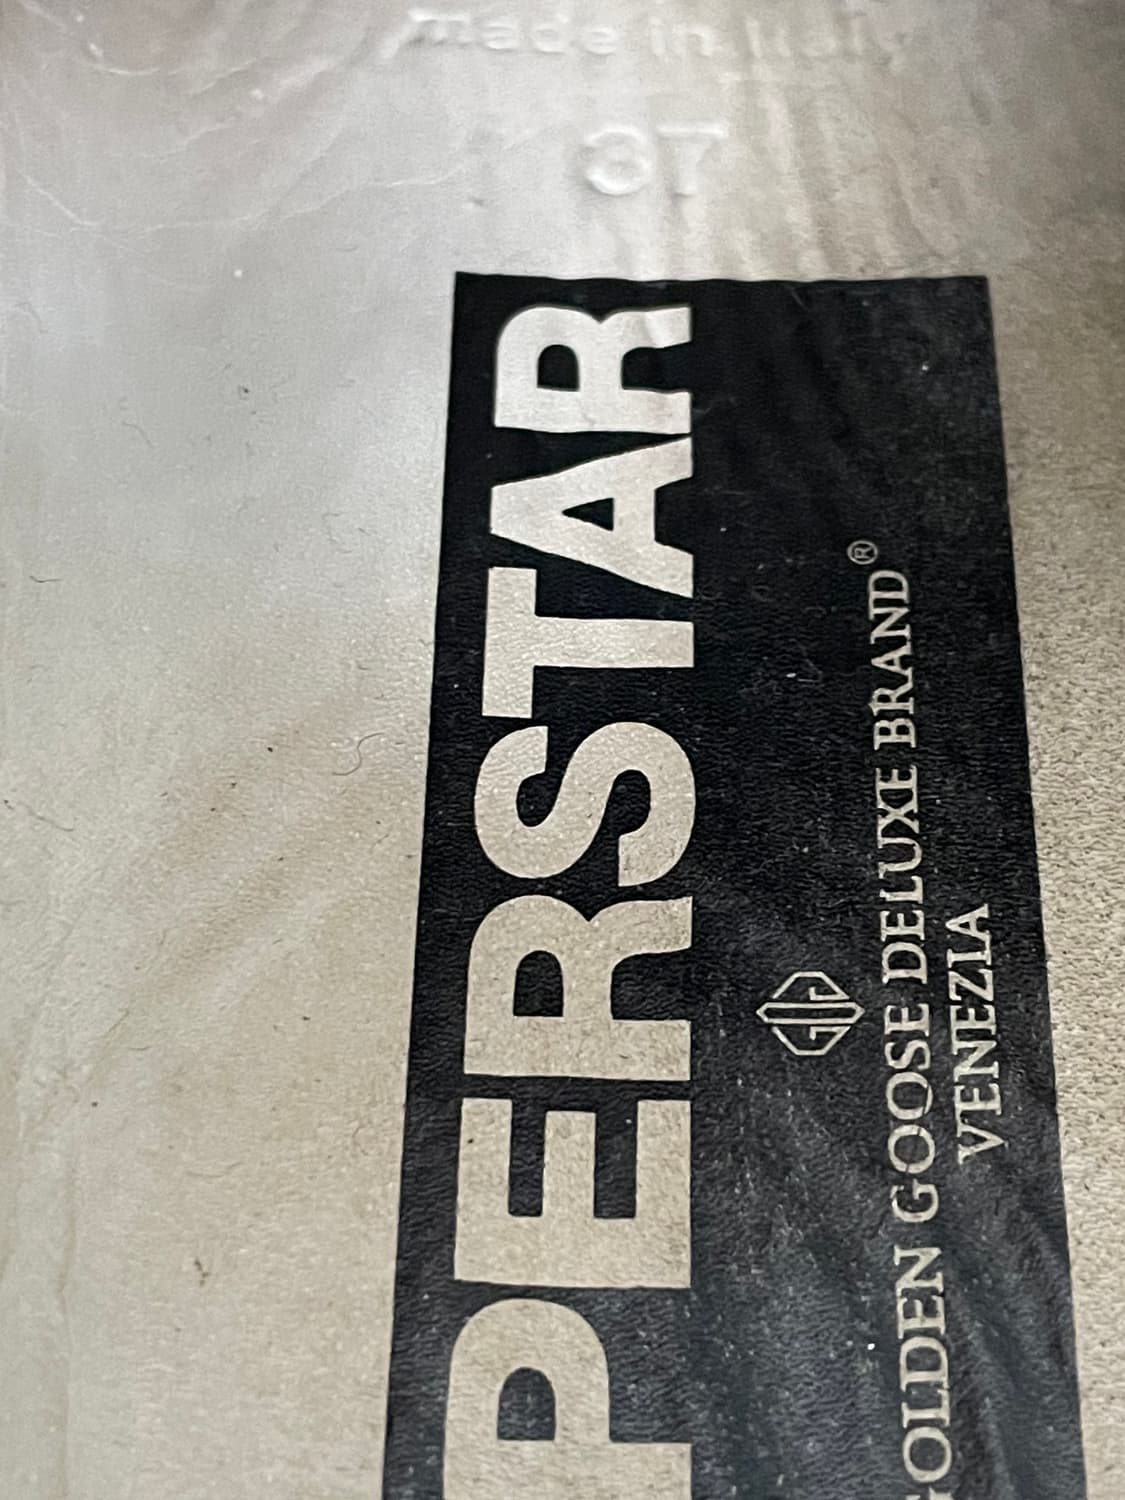 made in Italy
37
PERSTAR
GOLDEN GOOSE DELUXE BRAND®
VENEZIA